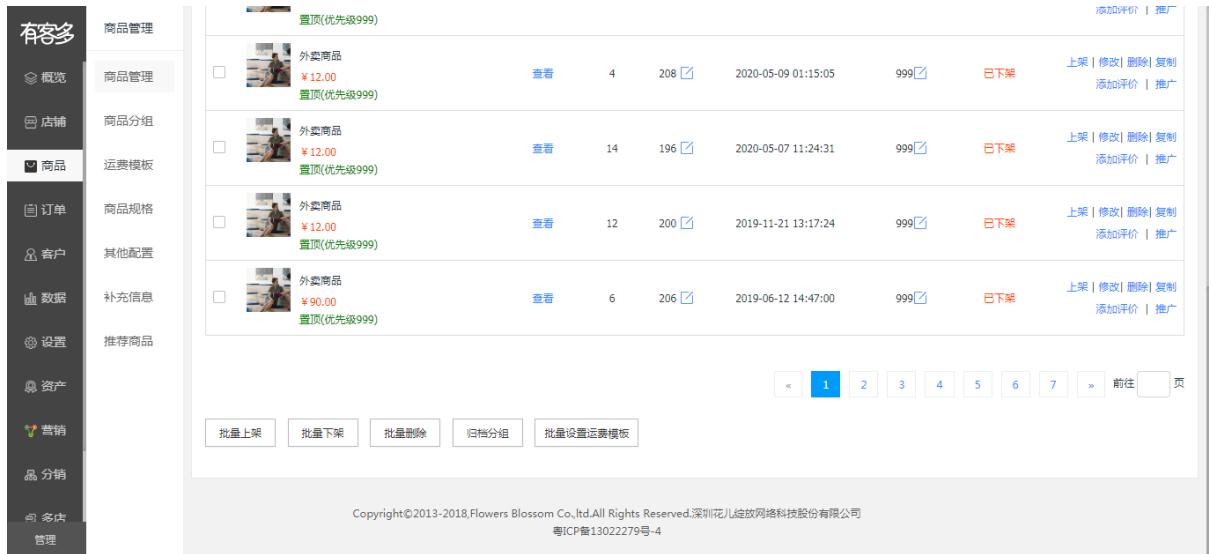 有客多
概览
店铺
商品
订单
客户
数据
设置
资产
营销
分销
多店
管理
商品管理
商品管理
商品分组
运费模板
商品规格
其他配置
补充信息
推荐商品
置顶(优先级999)
添加评价 | 推广
外卖商品
¥12.00
置顶(优先级999)
查看 4 208 2020-05-09 01:15:05 999 已下架
上架 | 修改| 删除| 复制
添加评价 | 推广
外卖商品
¥12.00
置顶(优先级999)
查看 14 196 2020-05-07 11:24:31 999 已下架
上架 | 修改| 删除| 复制
添加评价 | 推广
外卖商品
¥12.00
置顶(优先级999)
查看 12 200 2019-11-21 13:17:24 999 已下架
上架 | 修改| 删除| 复制
添加评价 | 推广
外卖商品
¥90.00
置顶(优先级999)
查看 6 206 2019-06-12 14:47:00 999 已下架
上架 | 修改| 删除| 复制
添加评价 | 推广
« 1 2 3 4 5 6 7 » 前往 页
批量上架 批量下架 批量删除 归档分组 批量设置运费模板
Copyright©2013-2018,Flowers Blossom Co.,ltd.All Rights Reserved.深圳花儿绽放网络科技股份有限公司
粤ICP备13022279号-4